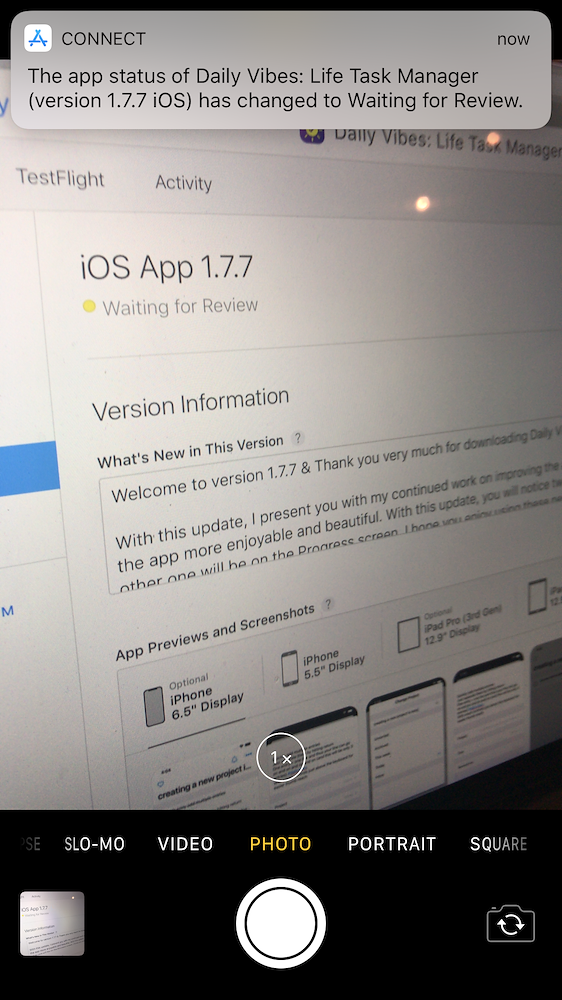 CONNECT
now
The app status of Daily Vibes: Life Task Manager
(version 1.7.7 iOS) has changed to Waiting for Review.
Daily Vibes: Life Task Manager
TestFlight
Activity
iOS App 1.7.7
Waiting for Review
Version Information
What's New in This Version ?
Welcome to version 1.7.7 & Thank you very much for downloading Daily V
With this update, I present you with my continued work on improving the
the app more enjoyable and beautiful. With this update, you will notice tw
other one will be on the Progress screen. I hope you enjoy using these ne
M
App Previews and Screenshots ?
Optional
iPhone
6.5" Display
iPhone
5.5" Display
Optional
iPad Pro (3rd Gen)
12.9" Display
creating a new project i...
1×
SLO-MO
VIDEO
PHOTO
PORTRAIT
SQUARE
iOS App 1.7.7